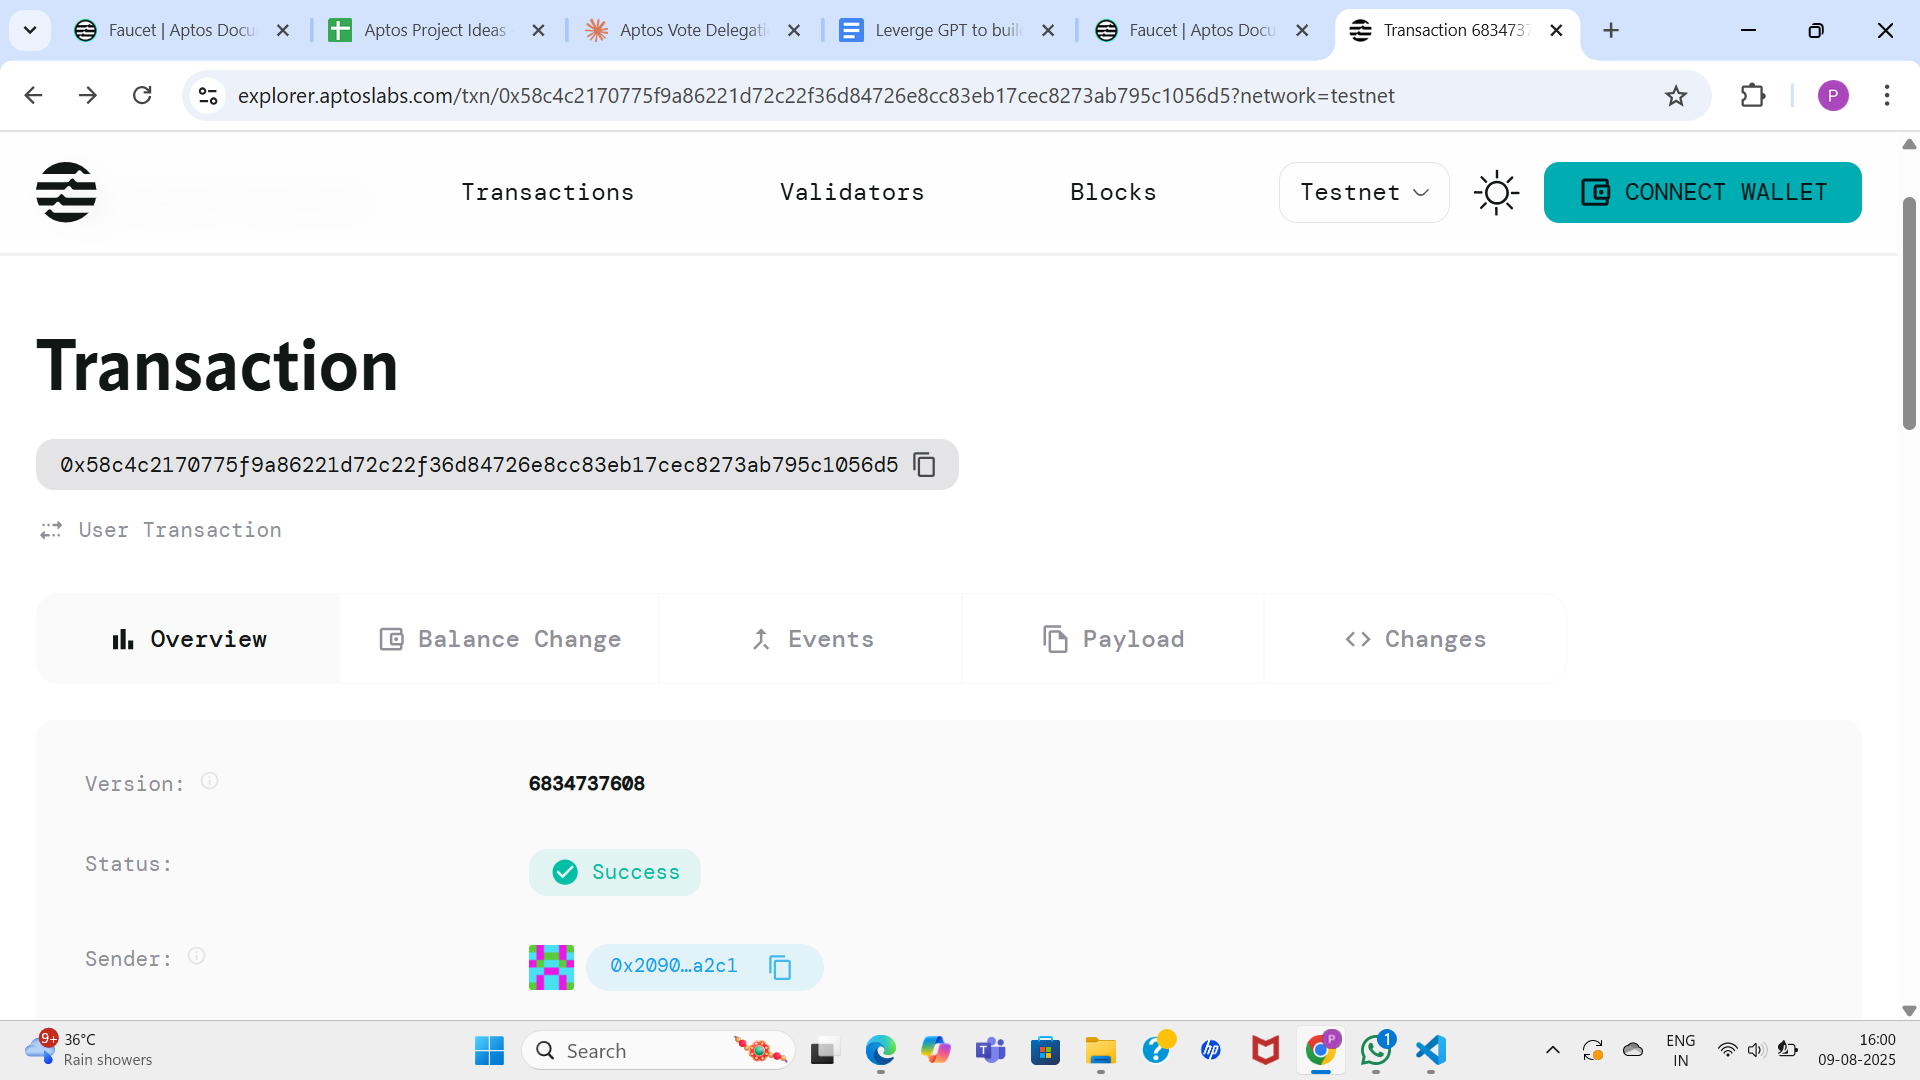 Faucet | Aptos Docu
Aptos Project Ideas
Aptos Vote Delegati
Leverge GPT to buil
Faucet | Aptos Docu
Transaction 6834737
explorer.aptoslabs.com/txn/0x58c4c2170775f9a86221d72c22f36d84726e8cc83eb17cec8273ab795c1056d5?network=testnet
P
Transactions
Validators
Blocks
Testnet
CONNECT WALLET
Transaction
0x58c4c2170775f9a86221d72c22f36d84726e8cc83eb17cec8273ab795c1056d5
User Transaction
Overview
Balance Change
Events
Payload
Changes
Version:
6834737608
Status:
Success
Sender:
0x2090…a2c1
9+
36°C
Rain showers
Search
hp
P
1
ENG
IN
16:00
09-08-2025